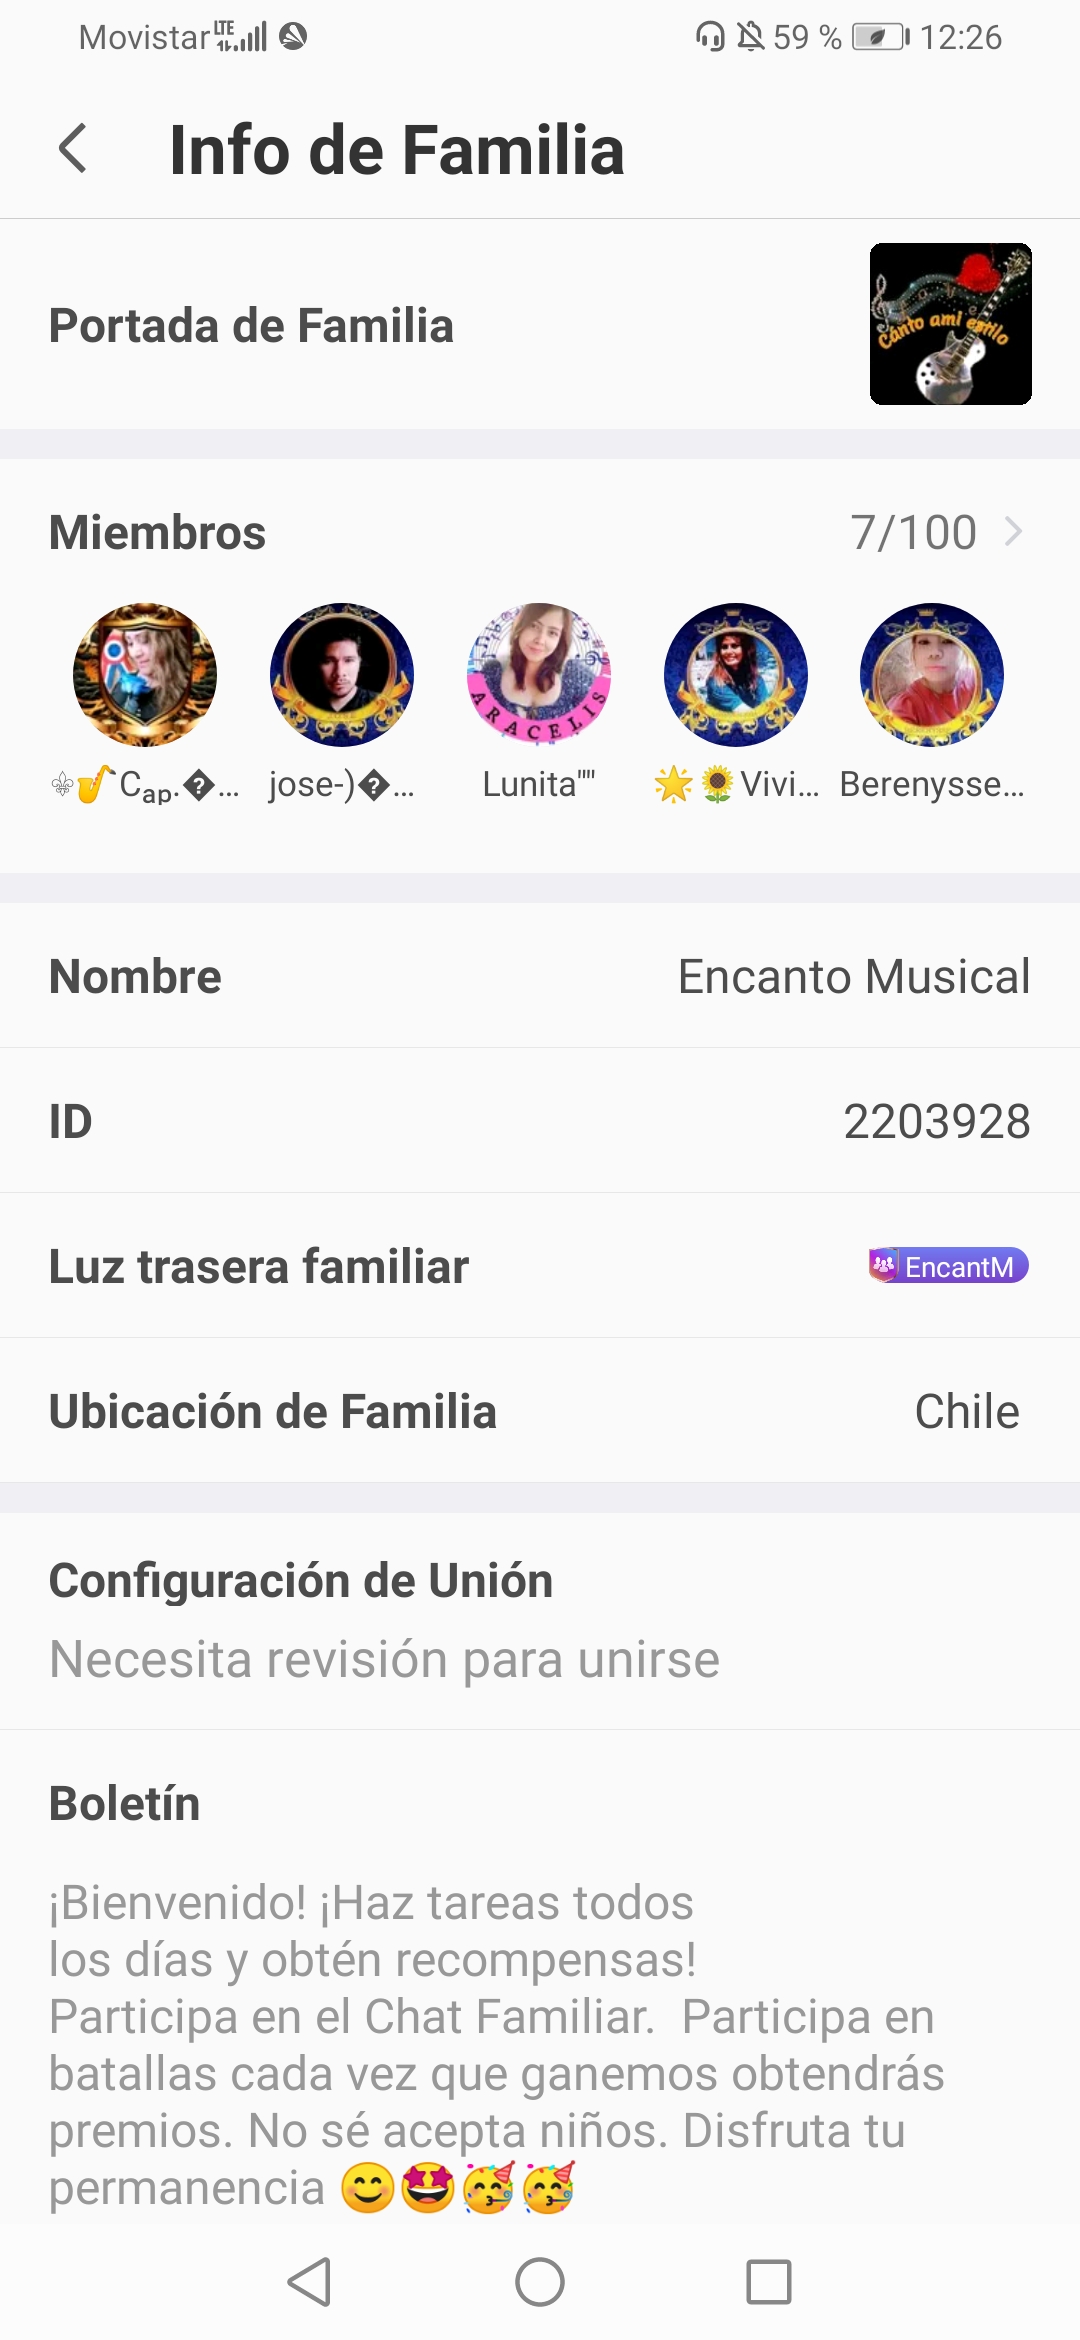 Movistar LTE 59 % 12:26
Info de Familia
Portada de Familia
Canto ami estilo
Miembros 7/100
ARACELIS
⚜🎷Cₐₚ.�... jose-)�... Lunita"" 🌟🌻Vivi... Berenysse...
Nombre Encanto Musical
ID 2203928
Luz trasera familiar EncantM
Ubicación de Familia Chile
Configuración de Unión
Necesita revisión para unirse
Boletín
¡Bienvenido! ¡Haz tareas todos
los días y obtén recompensas!
Participa en el Chat Familiar.  Participa en
batallas cada vez que ganemos obtendrás
premios. No sé acepta niños. Disfruta tu
permanencia 😊🤩🥳🥳